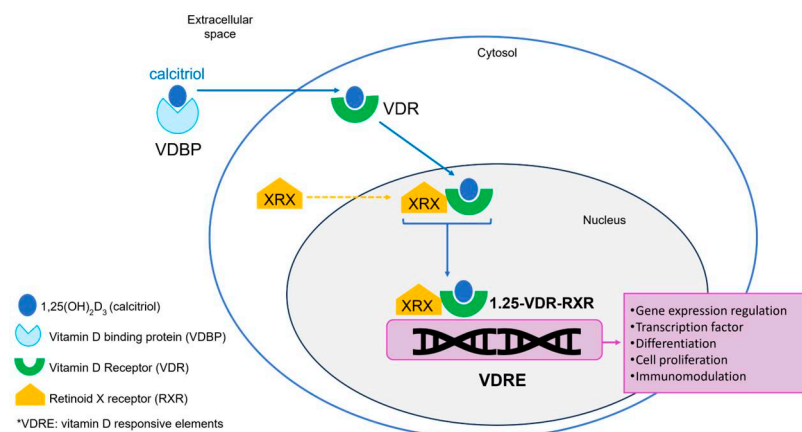 Extracellular
space
Cytosol
calcitriol
VDBP
VDR
XRX
XRX
Nucleus
XRX
1.25-VDR-RXR
VDRE
•Gene expression regulation
•Transcription factor
•Differentiation
•Cell proliferation
•Immunomodulation
1,25(OH)₂D₃ (calcitriol)
Vitamin D binding protein (VDBP)
Vitamin D Receptor (VDR)
Retinoid X receptor (RXR)
*VDRE: vitamin D responsive elements